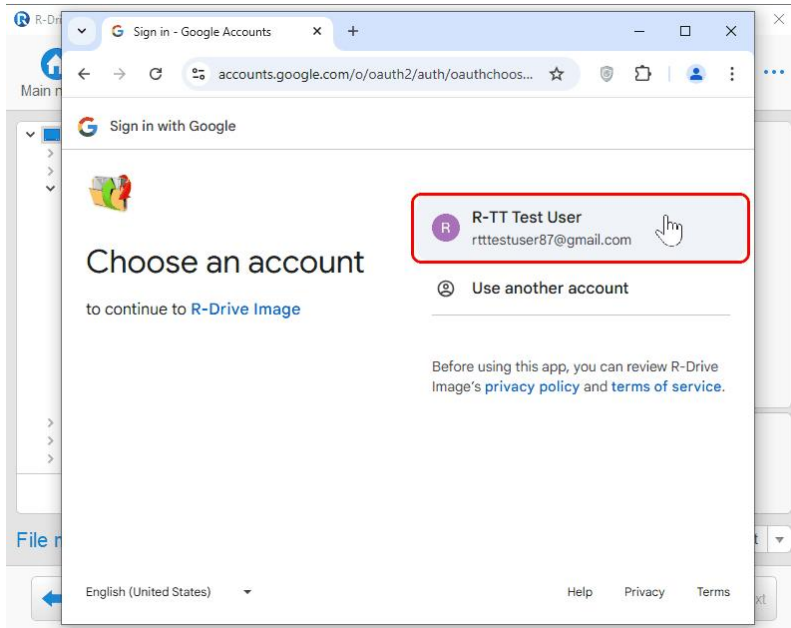 R-Dri
Sign in - Google Accounts
accounts.google.com/o/oauth2/auth/oauthchoos...
Main
Sign in with Google
R
R-TT Test User
rtttestuser87@gmail.com
Choose an account
to continue to R-Drive Image
Use another account
Before using this app, you can review R-Drive
Image's privacy policy and terms of service.
File
English (United States)
Help Privacy Terms
xt